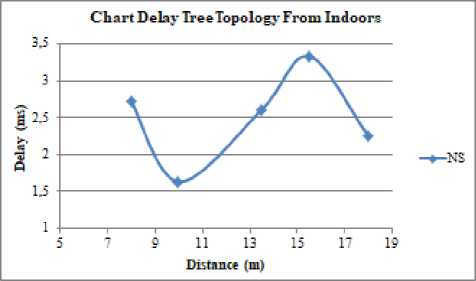 Chart Delay Tree Topology From Indoors
3,5
3
2,5
2
1,5
1
Delay (ms)
5 7 9 11 13 15 17 19
Distance (m)
NS